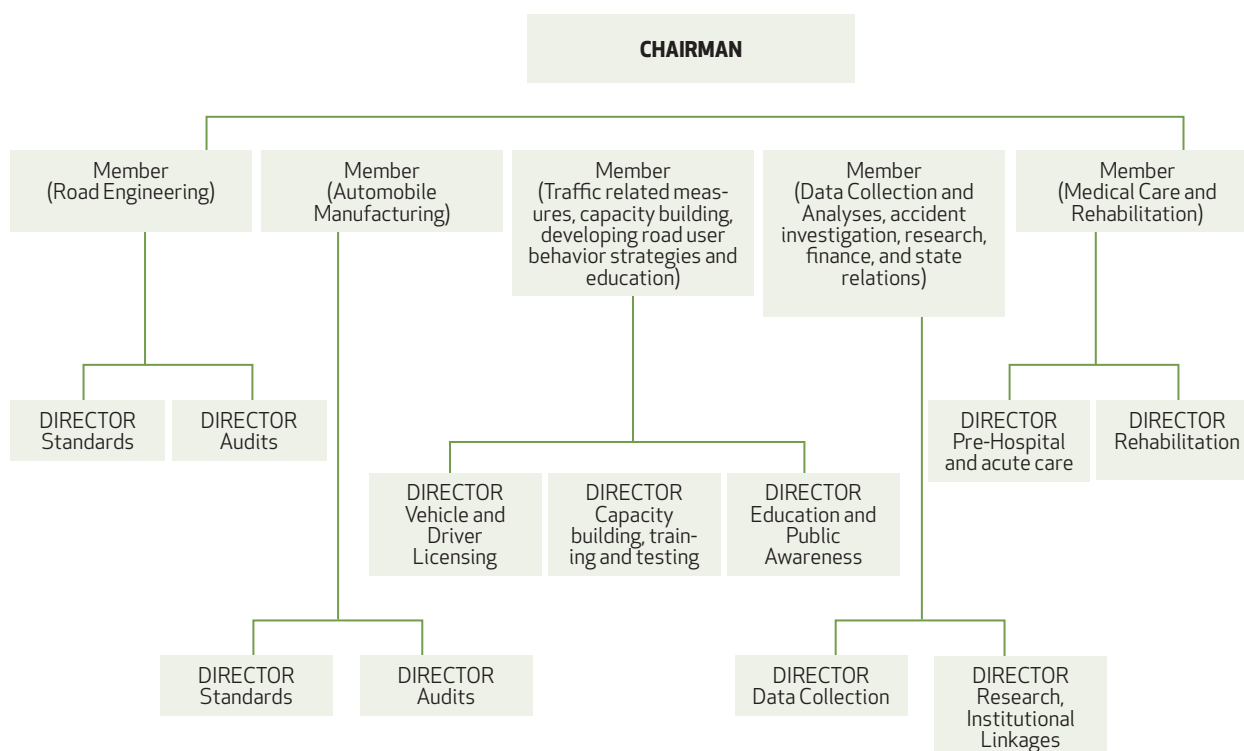 CHAIRMAN
Member
(Road Engineering)
Member
(Automobile
Manufacturing)
Member
(Traffic related meas-
ures, capacity building,
developing road user
behavior strategies and
education)
Member
(Data Collection and
Analyses, accident
investigation, research,
finance, and state
relations)
Member
(Medical Care and
Rehabilitation)
DIRECTOR
Standards
DIRECTOR
Audits
DIRECTOR
Pre-Hospital
and acute care
DIRECTOR
Rehabilitation
DIRECTOR
Vehicle and
Driver
Licensing
DIRECTOR
Capacity
building, train-
ing and testing
DIRECTOR
Education and
Public
Awareness
DIRECTOR
Standards
DIRECTOR
Audits
DIRECTOR
Data Collection
DIRECTOR
Research,
Institutional
Linkages